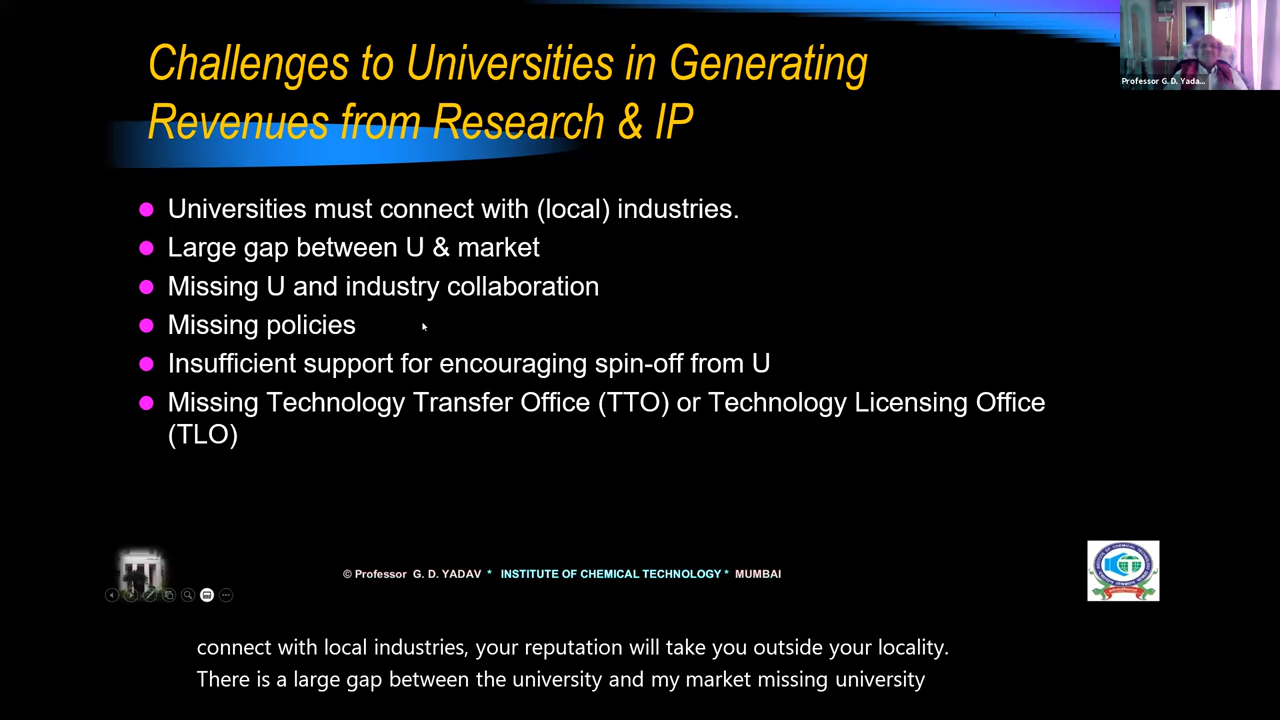 Challenges to Universities in Generating
Revenues from Research & IP
Professor G. D. Yada...
Universities must connect with (local) industries.
Large gap between U & market
Missing U and industry collaboration
Missing policies
Insufficient support for encouraging spin-off from U
Missing Technology Transfer Office (TTO) or Technology Licensing Office
(TLO)
© Professor G. D. YADAV * INSTITUTE OF CHEMICAL TECHNOLOGY * MUMBAI
connect with local industries, your reputation will take you outside your locality.
There is a large gap between the university and my market missing university